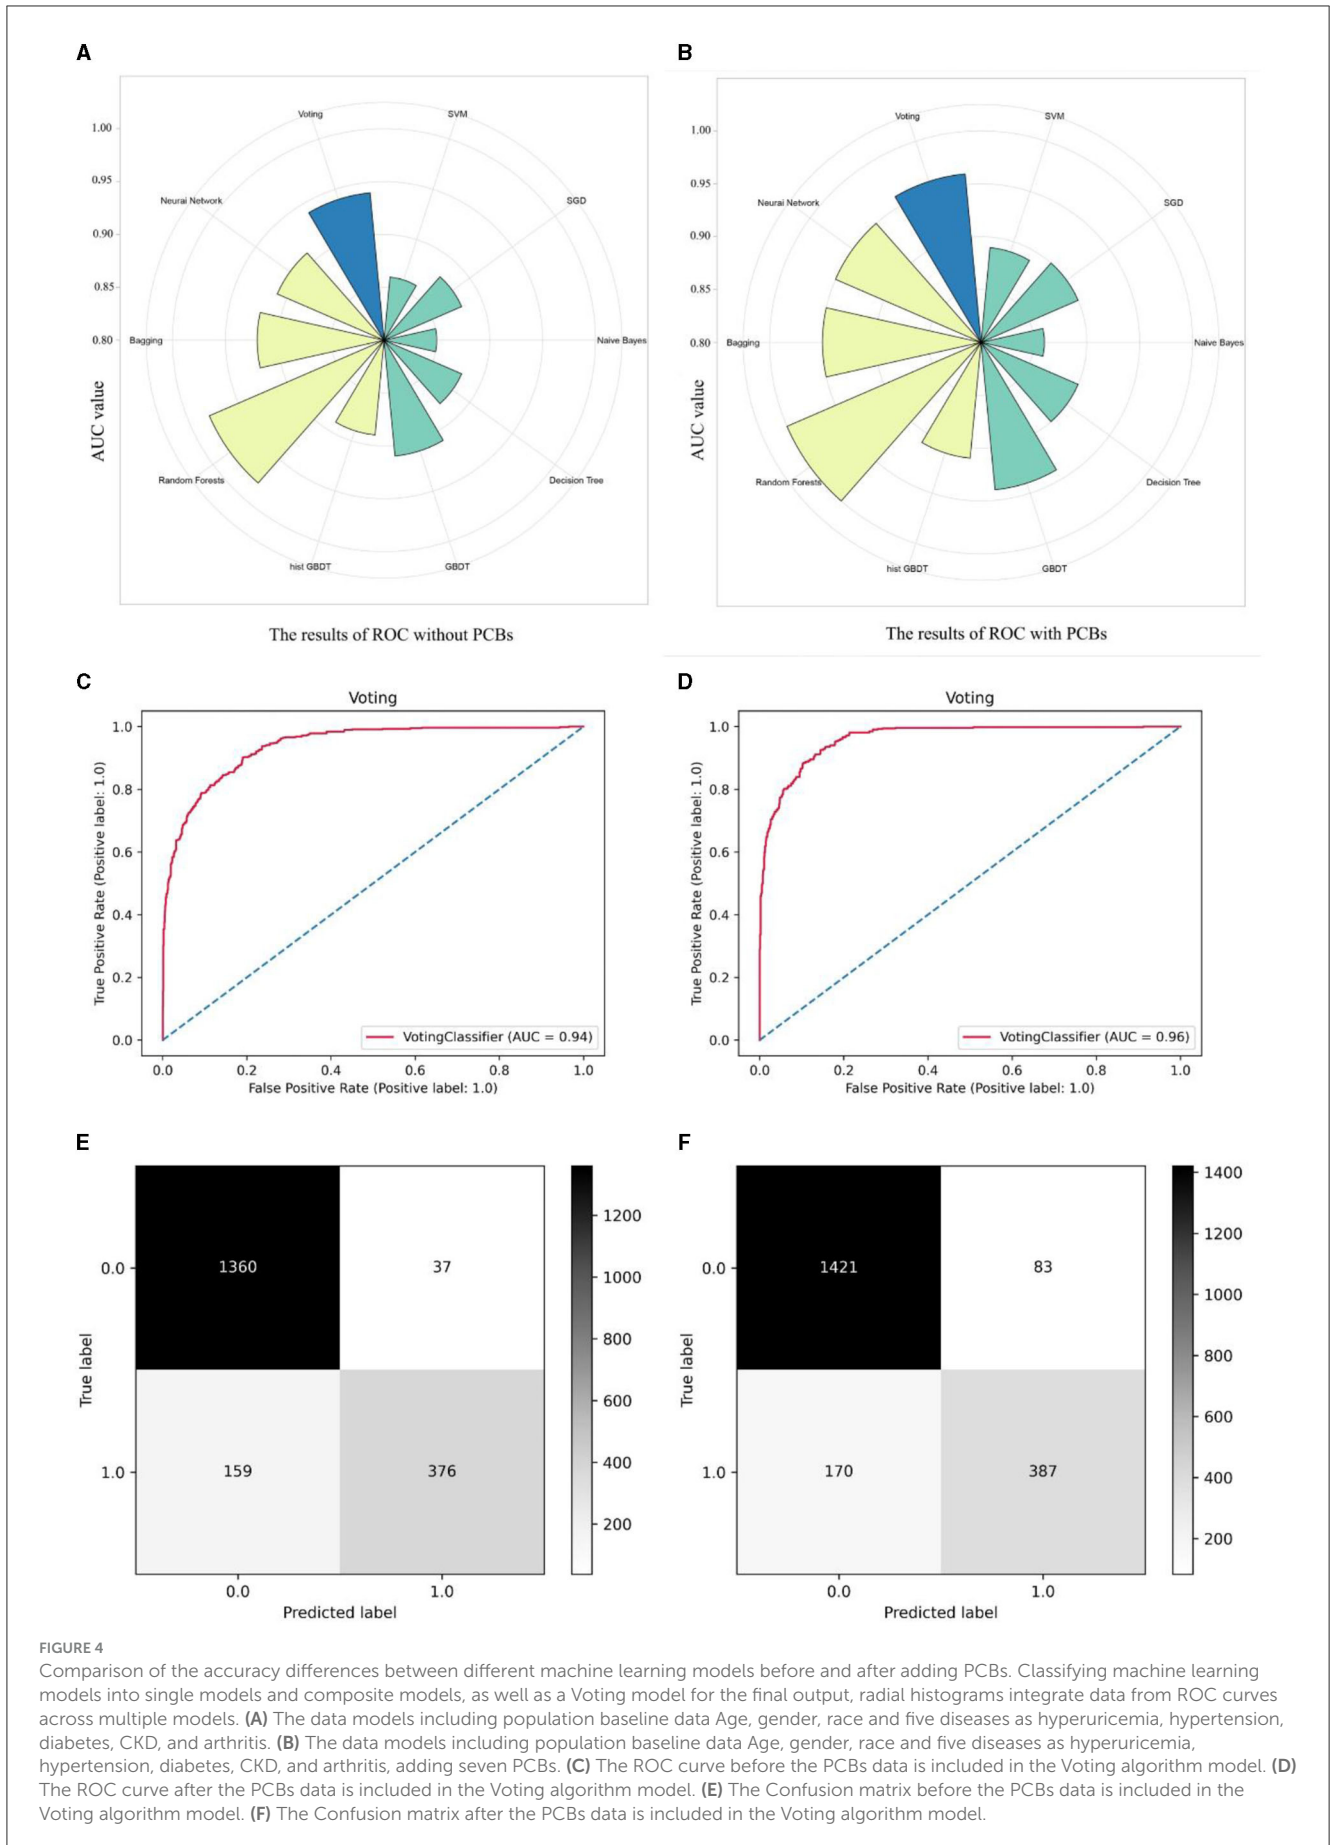 A
1.00
0.95
0.90
0.85
0.80
AUC value
Voting
SVM
Neural Network
SGD
Bagging
Naive Bayes
Random Forests
Decision Tree
hist GBDT
GBDT
The results of ROC without PCBs
B
1.00
0.95
0.90
0.85
0.80
AUC value
Voting
SVM
Neural Network
SGD
Bagging
Naive Bayes
Random Forests
Decision Tree
hist GBDT
GBDT
The results of ROC with PCBs
C
Voting
True Positive Rate (Positive label: 1.0)
1.0
0.8
0.6
0.4
0.2
0.0
VotingClassifier (AUC = 0.94)
0.0 0.2 0.4 0.6 0.8 1.0
False Positive Rate (Positive label: 1.0)
D
Voting
True Positive Rate (Positive label: 1.0)
1.0
0.8
0.6
0.4
0.2
0.0
VotingClassifier (AUC = 0.96)
0.0 0.2 0.4 0.6 0.8 1.0
False Positive Rate (Positive label: 1.0)
E
True label
0.0
1.0
1360 37
159 376
0.0 1.0
Predicted label
1200
1000
800
600
400
200
F
True label
0.0
1.0
1421 83
170 387
0.0 1.0
Predicted label
1400
1200
1000
800
600
400
200
FIGURE 4
Comparison of the accuracy differences between different machine learning models before and after adding PCBs. Classifying machine learning
models into single models and composite models, as well as a Voting model for the final output, radial histograms integrate data from ROC curves
across multiple models. (A) The data models including population baseline data Age, gender, race and five diseases as hyperuricemia, hypertension,
diabetes, CKD, and arthritis. (B) The data models including population baseline data Age, gender, race and five diseases as hyperuricemia,
hypertension, diabetes, CKD, and arthritis, adding seven PCBs. (C) The ROC curve before the PCBs data is included in the Voting algorithm model. (D)
The ROC curve after the PCBs data is included in the Voting algorithm model. (E) The Confusion matrix before the PCBs data is included in the
Voting algorithm model. (F) The Confusion matrix after the PCBs data is included in the Voting algorithm model.